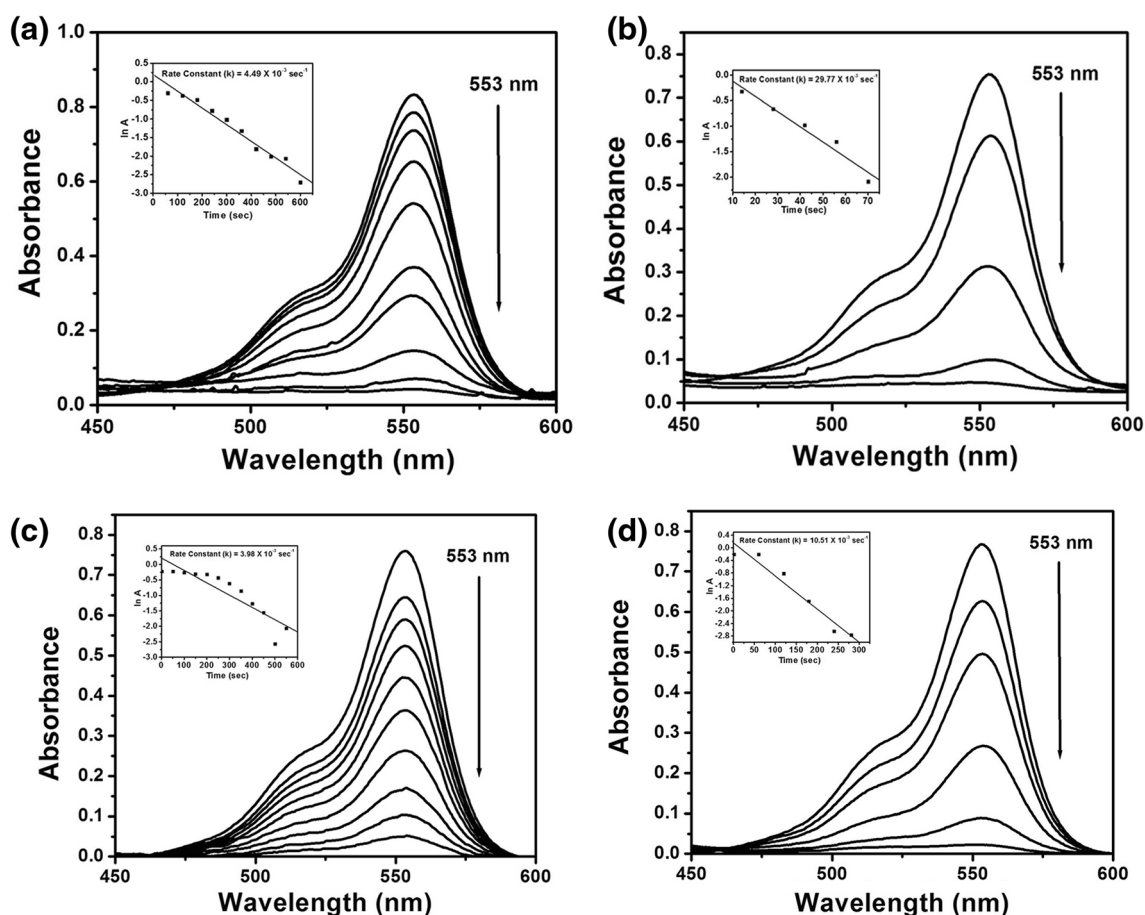 (a)
Absorbance
1.0
0.8
0.6
0.4
0.2
0.0
450
500
550
600
Wavelength (nm)
553 nm
Rate Constant (k) = 4.49 X 10⁻³ sec⁻¹
ln A
0.5
0.0
-0.5
-1.0
-1.5
-2.0
-2.5
-3.0
0 100 200 300 400 500 600
Time (sec)
(b)
Absorbance
0.8
0.7
0.6
0.5
0.4
0.3
0.2
0.1
0.0
450
500
550
600
Wavelength (nm)
553 nm
Rate Constant (k) = 29.77 X 10⁻³ sec⁻¹
ln A
0.0
-0.5
-1.0
-1.5
-2.0
10 20 30 40 50 60 70
Time (sec)
(c)
Absorbance
0.8
0.7
0.6
0.5
0.4
0.3
0.2
0.1
0.0
450
500
550
600
Wavelength (nm)
553 nm
Rate Constant (k) = 3.98 X 10⁻³ sec⁻¹
ln A
0.5
0.0
-0.5
-1.0
-1.5
-2.0
-2.5
-3.0
0 100 200 300 400 500 600
Time (sec)
(d)
Absorbance
0.8
0.7
0.6
0.5
0.4
0.3
0.2
0.1
0.0
450
500
550
600
Wavelength (nm)
553 nm
Rate Constant (k) = 10.51 X 10⁻³ sec⁻¹
ln A
0.4
0.0
-0.4
-0.8
-1.2
-1.6
-2.0
-2.4
-2.8
0 50 100 150 200 250 300
Time (sec)